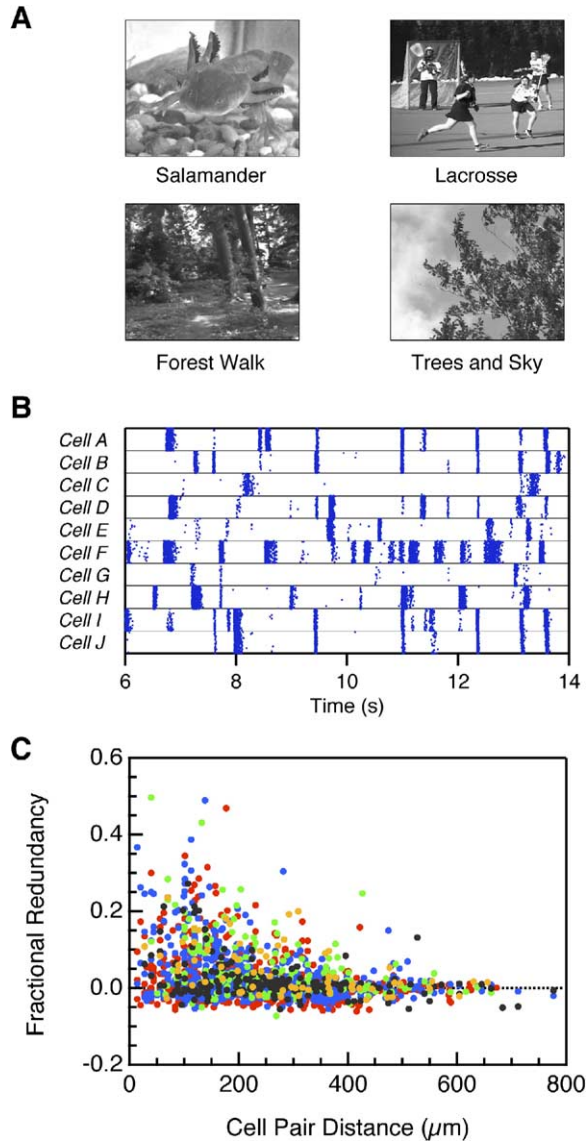 A
Salamander
Lacrosse
Forest Walk
Trees and Sky
B
Cell A
Cell B
Cell C
Cell D
Cell E
Cell F
Cell G
Cell H
Cell I
Cell J
6 8 10 12 14
Time (s)
C
0.6
0.4
0.2
0.0
-0.2
Fractional Redundancy
0 200 400 600 800
Cell Pair Distance (µm)